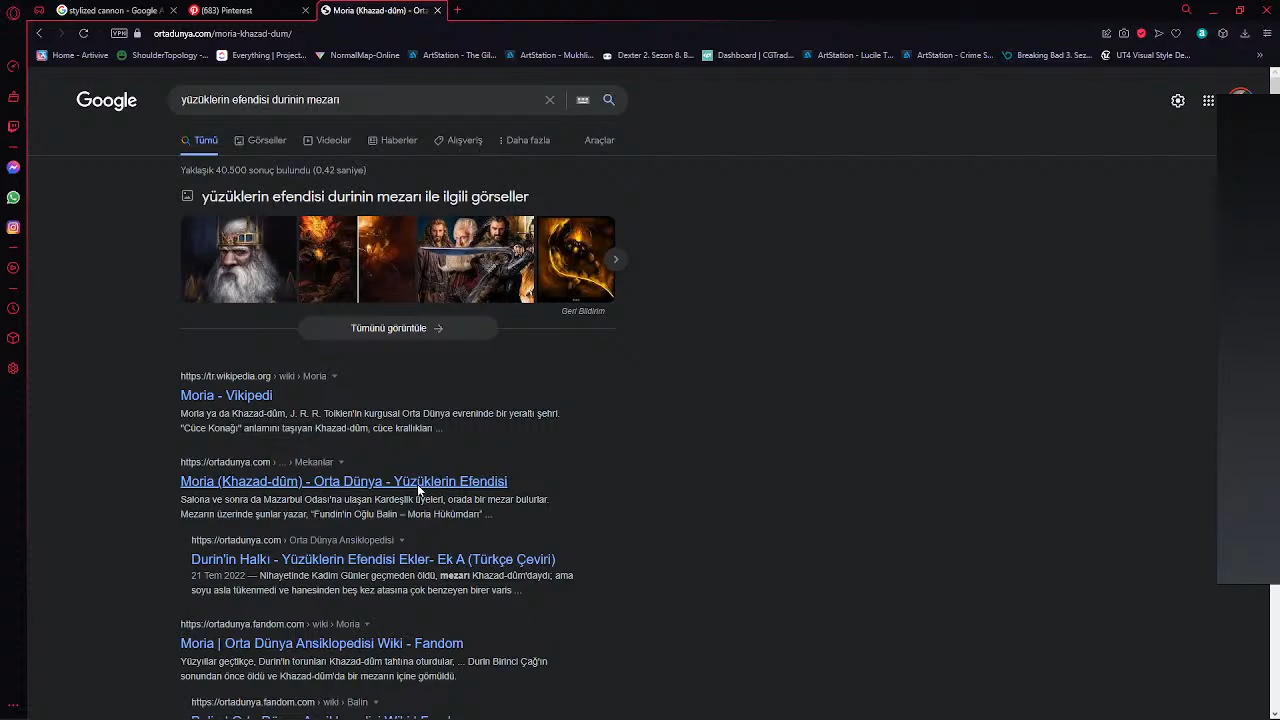 stylized cannon - Google A
(683) Pinterest
Moria (Khazad-dûm) - Ort
VPN
ortadunya.com/moria-khazad-dum/
Home - Artivive
ShoulderTopology -...
Everything | Project...
NormalMap-Online
ArtStation - The Gil...
ArtStation - Mukhli...
Dexter 2. Sezon 8. B...
Dashboard | CGTrad...
ArtStation - Lucile T...
ArtStation - Crime S...
Breaking Bad 3. Sez...
UT4 Visual Style De...
Google
yüzüklerin efendisi durinin mezarı
Tümü
Görseller
Videolar
Haberler
Alışveriş
Daha fazla
Araçlar
Yaklaşık 40.500 sonuç bulundu (0,42 saniye)
yüzüklerin efendisi durinin mezarı ile ilgili görseller
Geri Bildirim
Tümünü görüntüle
https://tr.wikipedia.org › wiki › Moria
Moria - Vikipedi
Moria ya da Khazad-dûm, J. R. R. Tolkien'in kurgusal Orta Dünya evreninde bir yeraltı şehri.
"Cüce Konağı" anlamını taşıyan Khazad-dûm, cüce krallıkları ...
https://ortadunya.com › ... › Mekanlar
Moria (Khazad-dûm) - Orta Dünya - Yüzüklerin Efendisi
Salona ve sonra da Mazarbul Odası'na ulaşan Kardeşlik üyeleri, orada bir mezar bulurlar.
Mezarın üzerinde şunlar yazar, "Fundin'in Oğlu Balin – Moria Hükümdarı" ...
https://ortadunya.com › Orta Dünya Ansiklopedisi
Durin'in Halkı - Yüzüklerin Efendisi Ekler- Ek A (Türkçe Çeviri)
21 Tem 2022 — Nihayetinde Kadim Günler geçmeden öldü, mezarı Khazad-dûm'daydı; ama
soyu asla tükenmedi ve hanesinden beş kez atasına çok benzeyen birer varis ...
https://ortadunya.fandom.com › wiki › Moria
Moria | Orta Dünya Ansiklopedisi Wiki - Fandom
Yüzyıllar geçtikçe, Durin'in torunları Khazad-dûm tahtına oturdular, ... Durin Birinci Çağ'ın
sonundan önce öldü ve Khazad-dûm'da bir mezarın içine gömüldü.
https://ortadunya.fandom.com › wiki › Balin